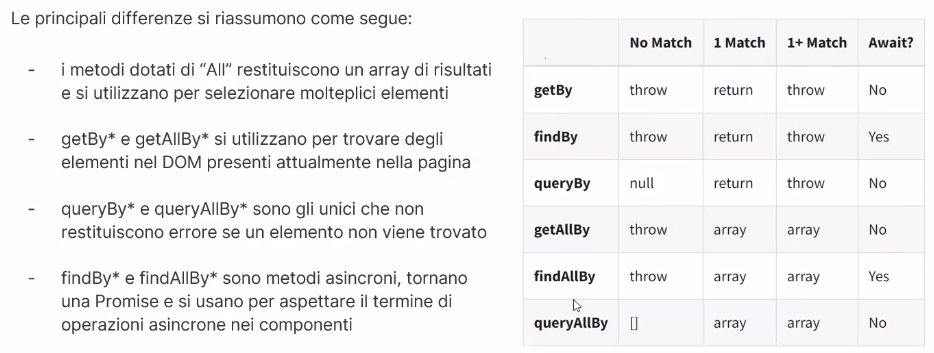 Le principali differenze si riassumono come segue:
- i metodi dotati di “All” restituiscono un array di risultati
e si utilizzano per selezionare molteplici elementi
- getBy* e getAllBy* si utilizzano per trovare degli
elementi nel DOM presenti attualmente nella pagina
- queryBy* e queryAllBy* sono gli unici che non
restituiscono errore se un elemento non viene trovato
- findBy* e findAllBy* sono metodi asincroni, tornano
una Promise e si usano per aspettare il termine di
operazioni asincrone nei componenti
No Match 1 Match 1+ Match Await?
getBy throw return throw No
findBy throw return throw Yes
queryBy null return throw No
getAllBy throw array array No
findAllBy throw array array Yes
queryAllBy [] array array No